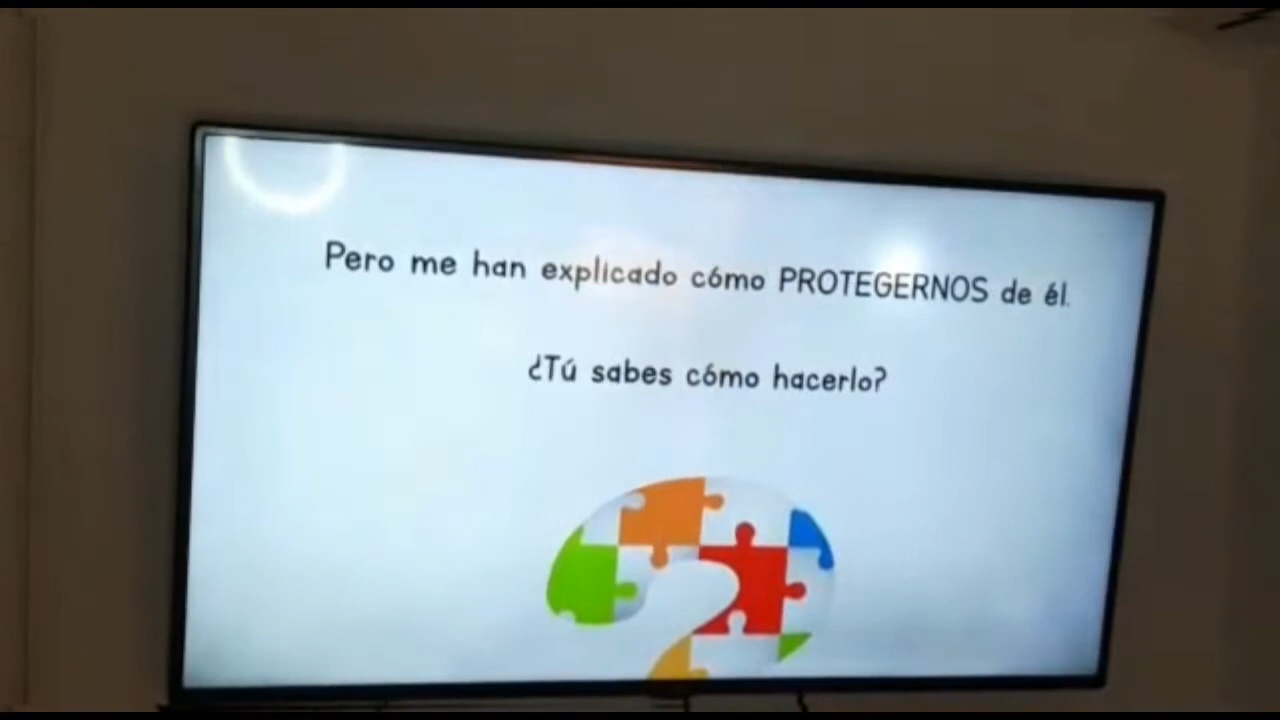 Pero me han explicado cómo PROTEGERNOS de él.
¿Tú sabes cómo hacerlo?